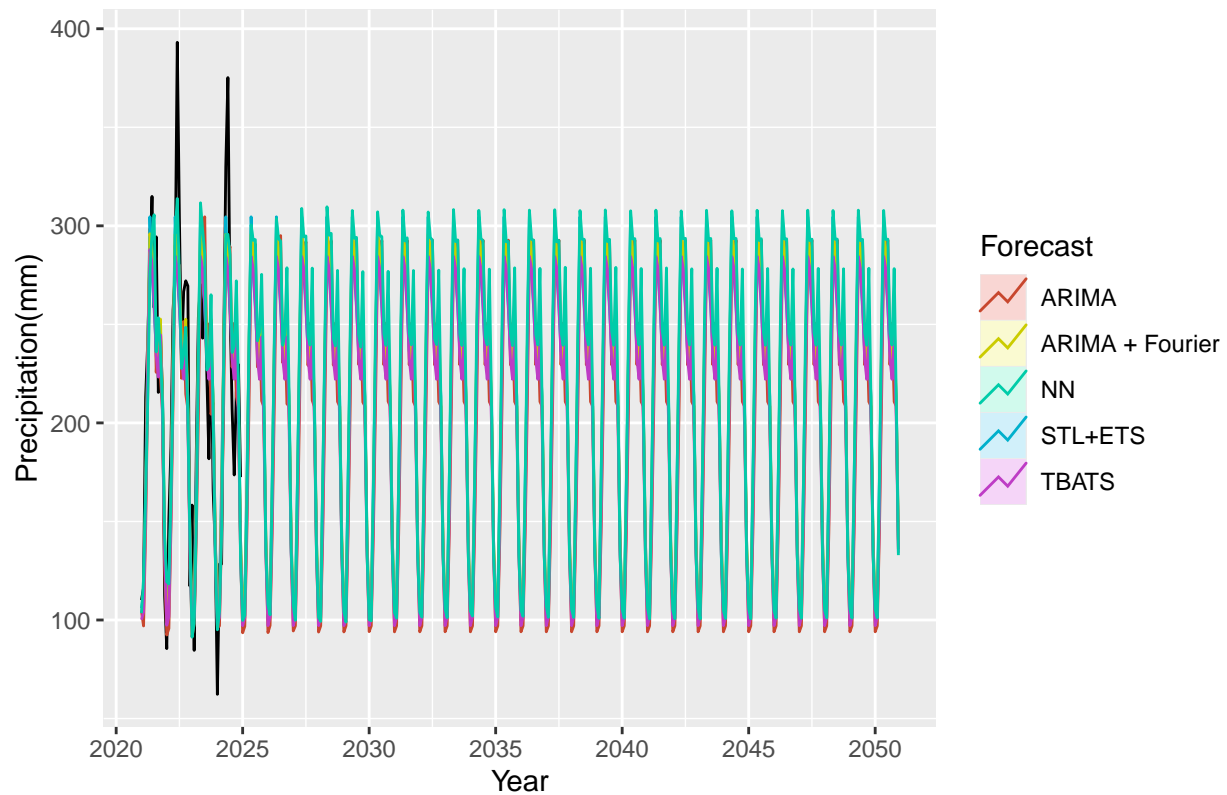 400
300
200
100
Precipitation(mm)
2020 2025 2030 2035 2040 2045 2050
Year
Forecast
ARIMA
ARIMA + Fourier
NN
STL+ETS
TBATS